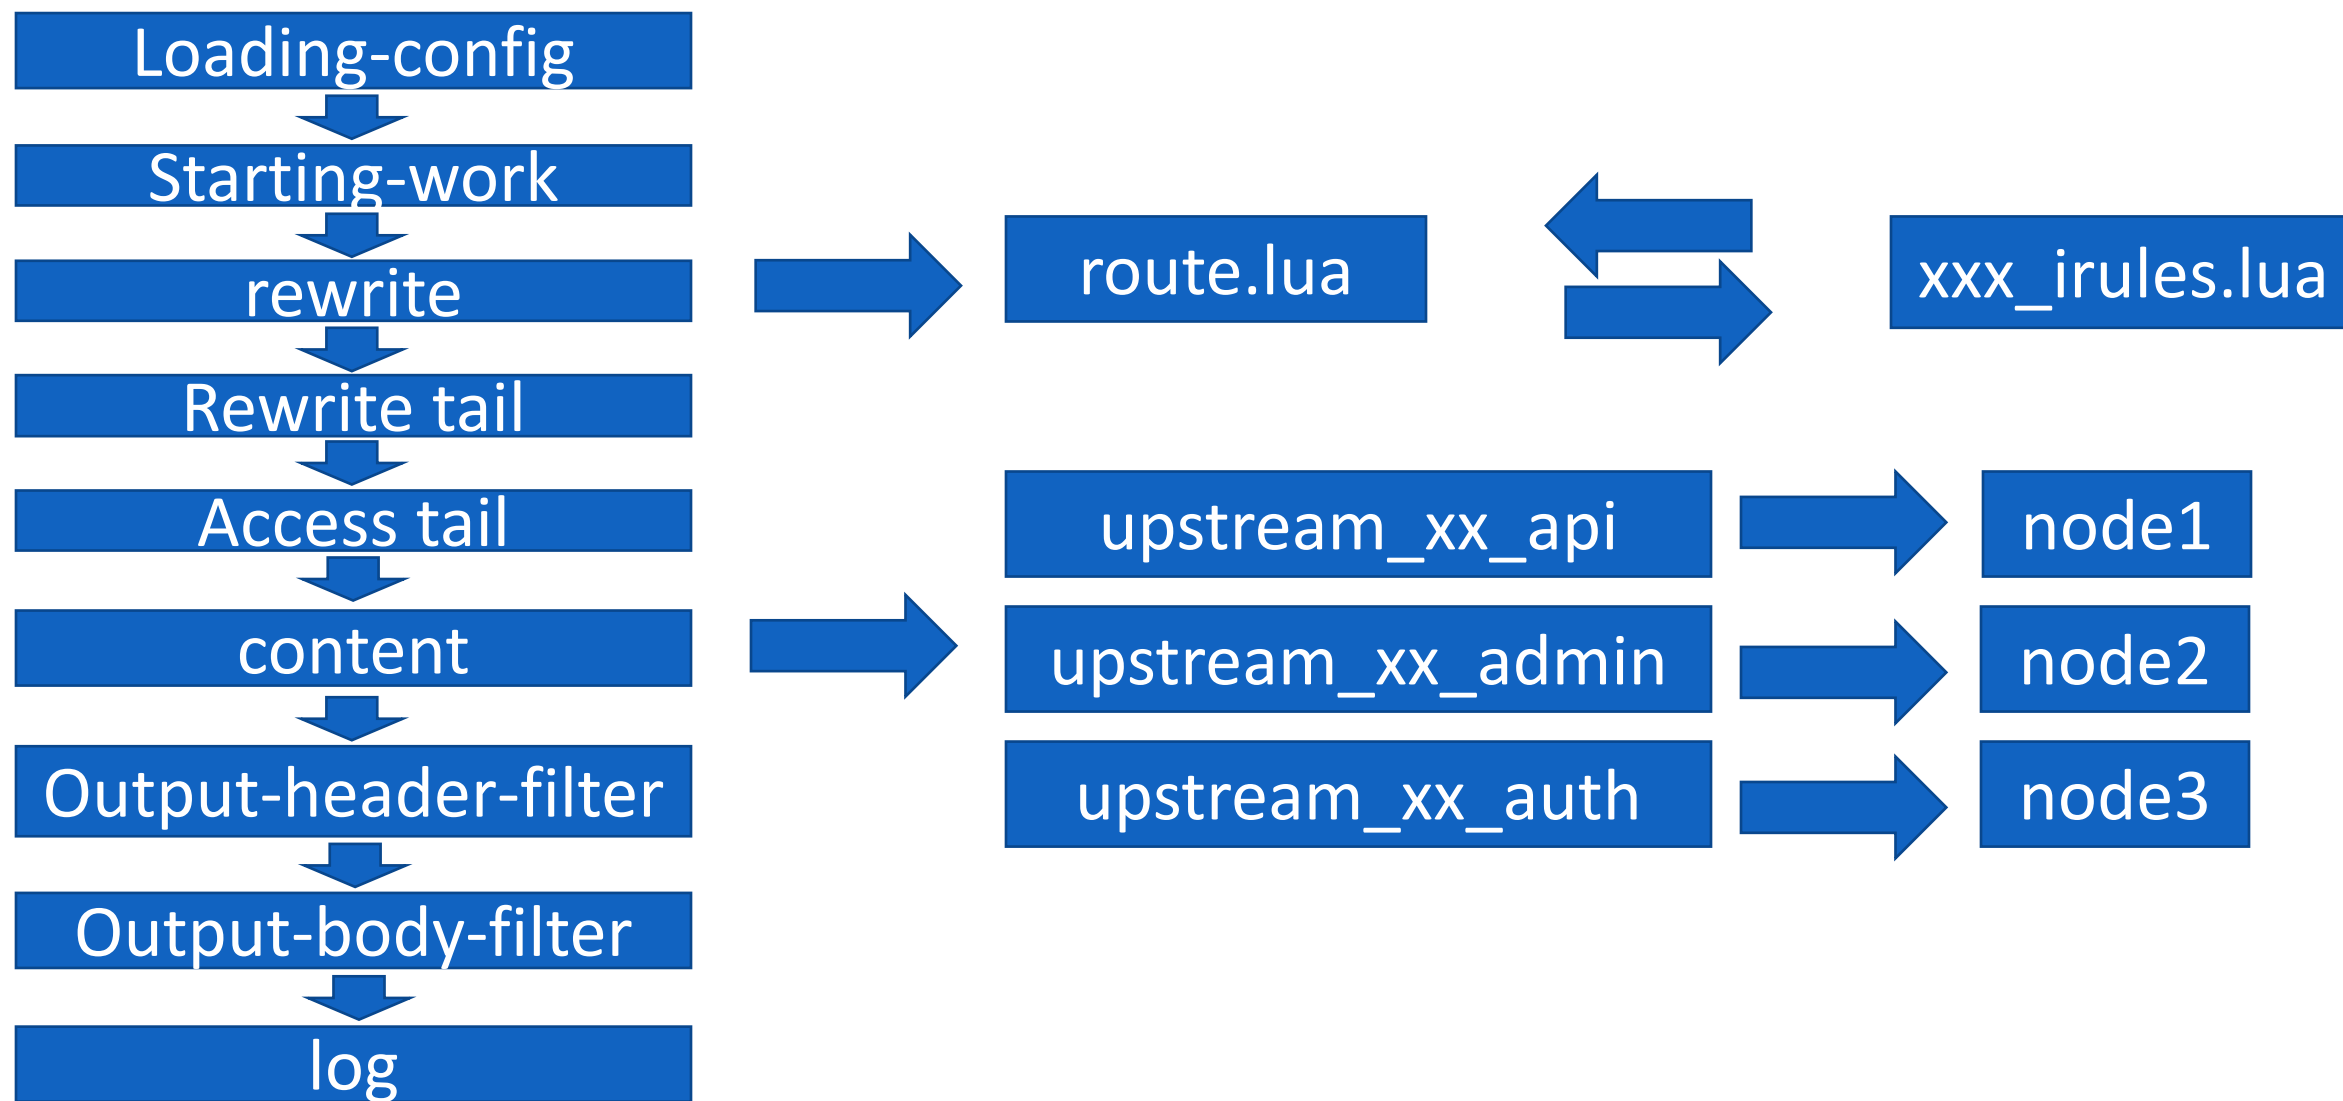 Loading-config
Starting-work
rewrite
Rewrite tail
Access tail
content
Output-header-filter
Output-body-filter
log
route.lua
xxx_irules.lua
upstream_xx_api
node1
upstream_xx_admin
node2
upstream_xx_auth
node3